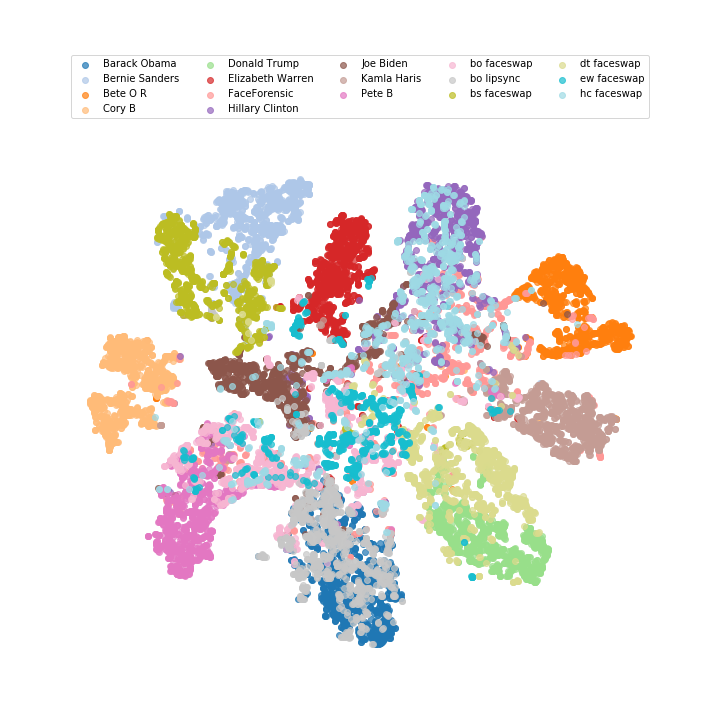 Barack Obama
Bernie Sanders
Bete O R
Cory B
Donald Trump
Elizabeth Warren
FaceForensic
Hillary Clinton
Joe Biden
Kamla Haris
Pete B
bo faceswap
bo lipsync
bs faceswap
dt faceswap
ew faceswap
hc faceswap